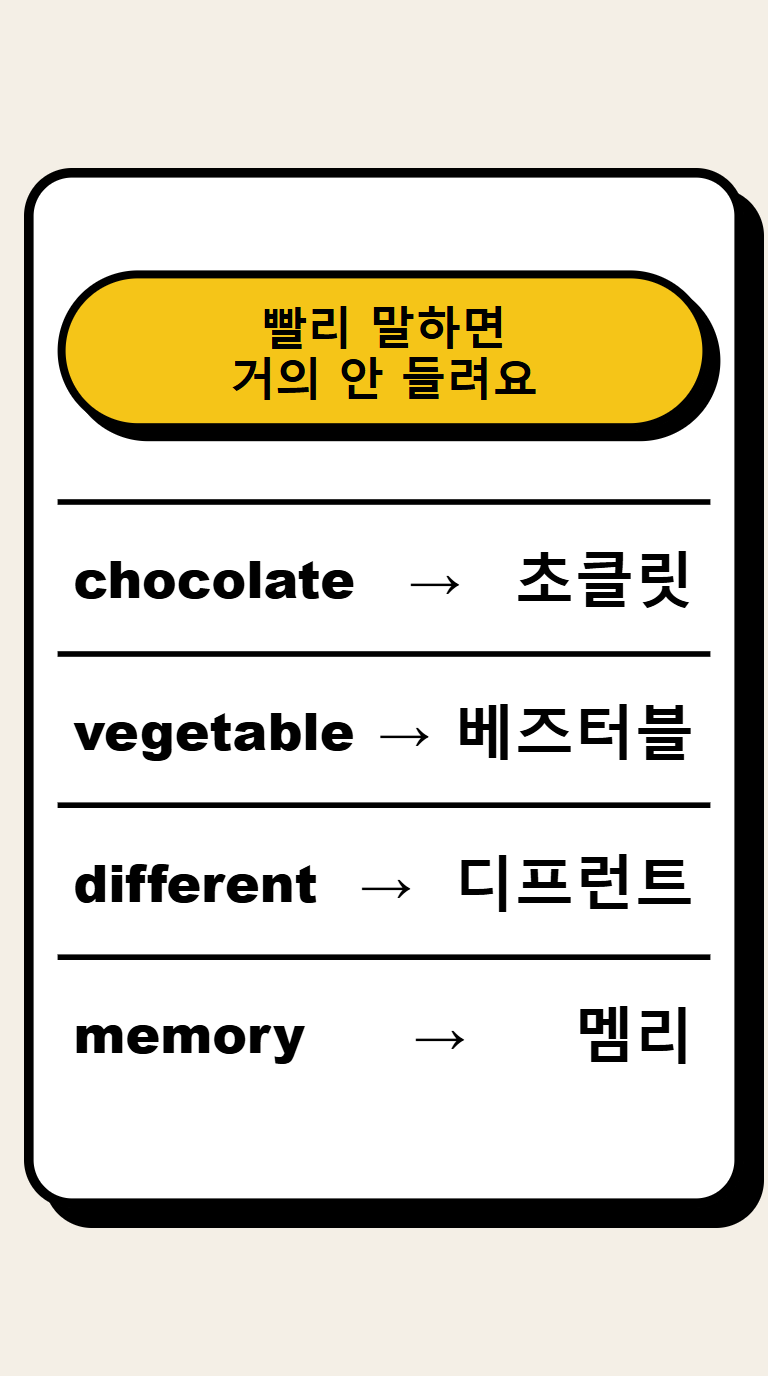 빨리 말하면
거의 안 들려요
chocolate → 초클릿
vegetable → 베즈터블
different → 디프런트
memory → 멤리